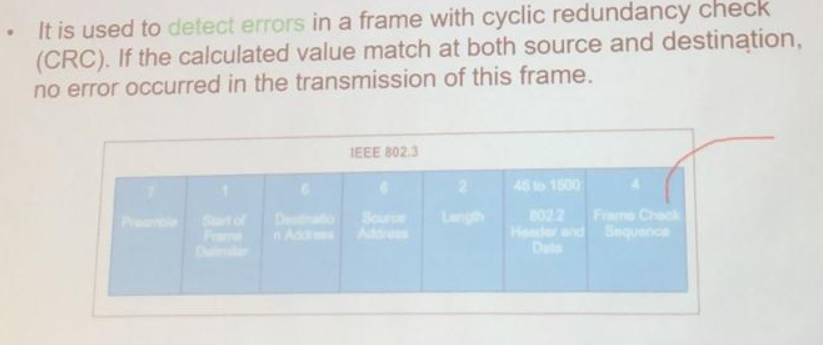 • It is used to detect errors in a frame with cyclic redundancy check
(CRC). If the calculated value match at both source and destination,
no error occurred in the transmission of this frame.
IEEE 802.3
7 1 6 6 2 46 to 1500 4
Preamble Start of Destinatio Source Length 802.2 Frame Check
Frame n Address Address Header and Sequence
Delimiter Data